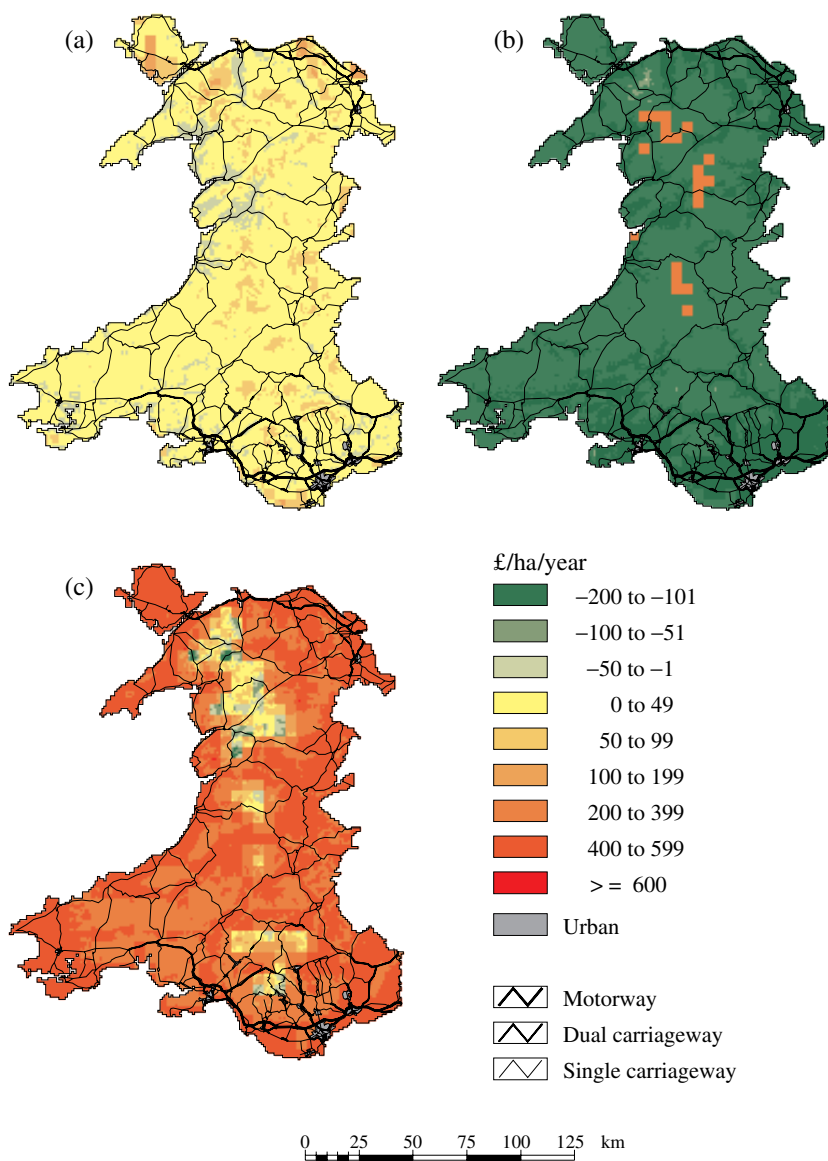 (a)
(b)
(c)
£/ha/year
−200 to −101
−100 to −51
−50 to −1
0 to 49
50 to 99
100 to 199
200 to 399
400 to 599
> = 600
Urban
Motorway
Dual carriageway
Single carriageway
0 25 50 75 100 125 km